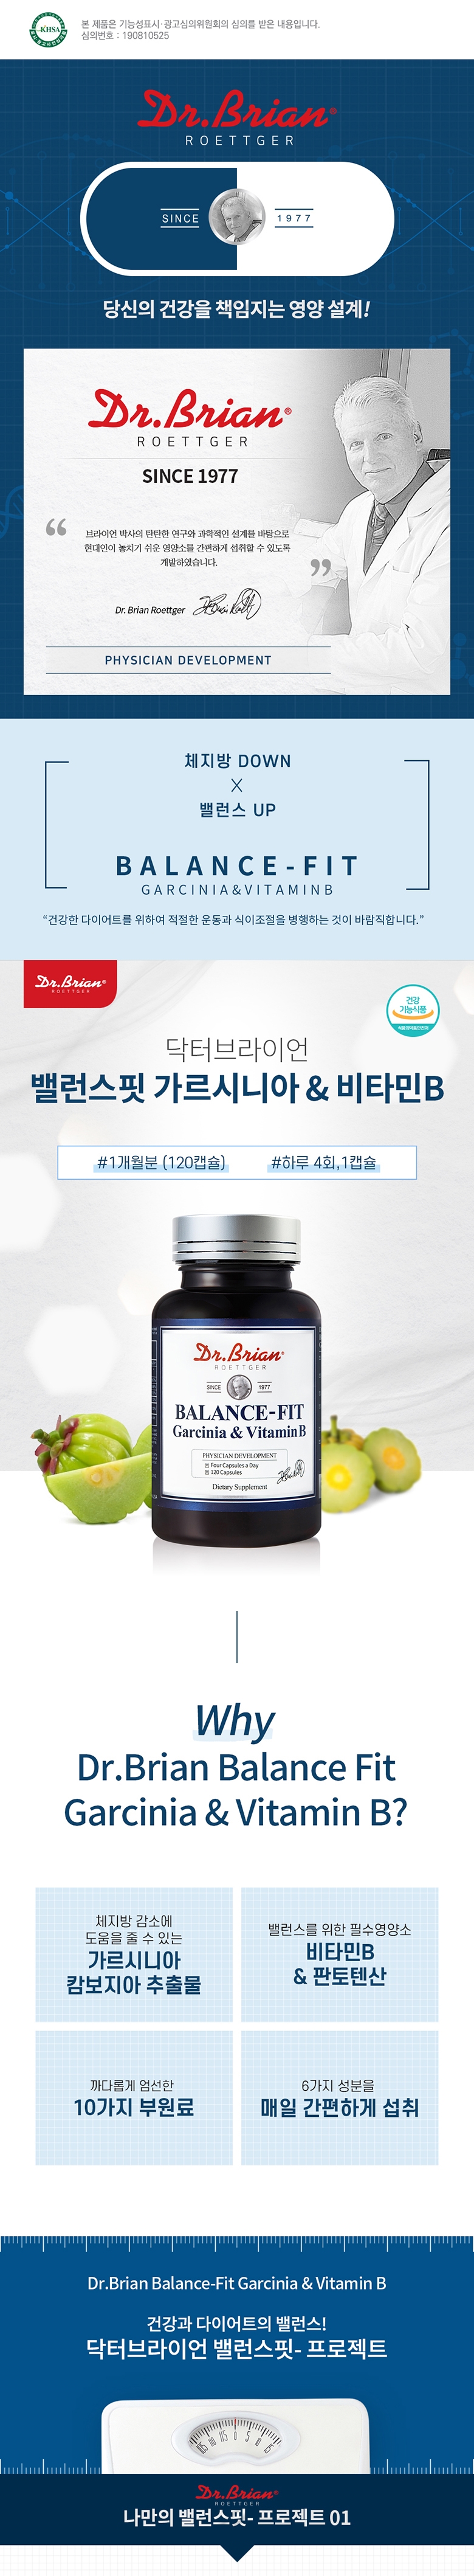 KHSA
본 제품은 기능성표시·광고심의위원회의 심의를 받은 내용입니다.
심의번호 : 190810525
Dr.Brian®
ROETTGER
SINCE 1977
당신의 건강을 책임지는 영양 설계!
Dr.Brian®
ROETTGER
SINCE 1977
“
브라이언 박사의 탄탄한 연구와 과학적인 설계를 바탕으로
현대인이 놓치기 쉬운 영양소를 간편하게 섭취할 수 있도록
개발하였습니다.
”
Dr. Brian Roettger
PHYSICIAN DEVELOPMENT
체지방 DOWN
X
밸런스 UP
BALANCE-FIT
GARCINIA&VITAMINB
“건강한 다이어트를 위하여 적절한 운동과 식이조절을 병행하는 것이 바람직합니다.”
Dr.Brian®
ROETTGER
건강
기능식품
식품의약품안전처
닥터브라이언
밸런스핏 가르시니아 & 비타민B
#1개월분 (120캡슐) #하루 4회,1캡슐
Dr.Brian®
ROETTGER
SINCE 1977
BALANCE-FIT
Garcinia & Vitamin B
PHYSICIAN DEVELOPMENT
Four Capsules a Day
120 Capsules
Dietary Supplement
Why
Dr.Brian Balance Fit
Garcinia & Vitamin B?
체지방 감소에
도움을 줄 수 있는
가르시니아
캄보지아 추출물
밸런스를 위한 필수영양소
비타민B
& 판토텐산
까다롭게 엄선한
10가지 부원료
6가지 성분을
매일 간편하게 섭취
Dr.Brian Balance-Fit Garcinia & Vitamin B
건강과 다이어트의 밸런스!
닥터브라이언 밸런스핏- 프로젝트
Dr.Brian®
ROETTGER
나만의 밸런스핏- 프로젝트 01